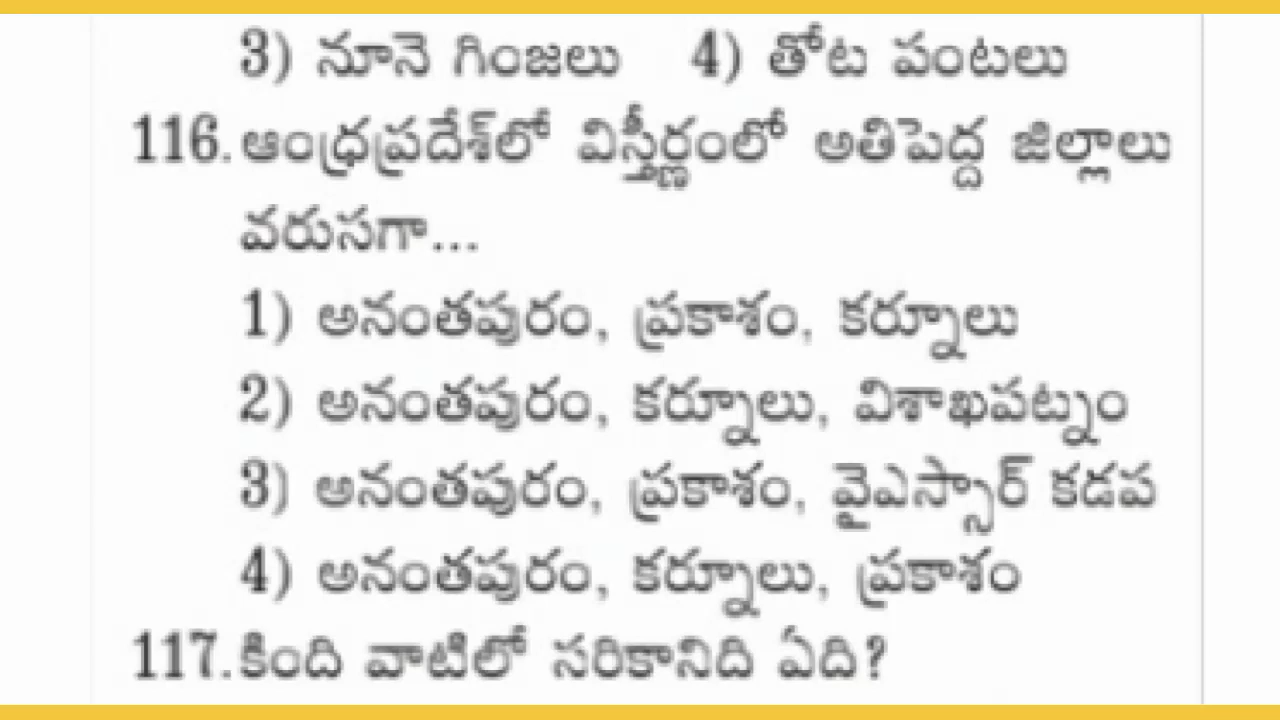 3) నూనె గింజలు 4) తోట పంటలు
116. ఆంధ్రప్రదేశ్‌లో విస్తీర్ణంలో అతిపెద్ద జిల్లాలు
వరుసగా...
1) అనంతపురం, ప్రకాశం, కర్నూలు
2) అనంతపురం, కర్నూలు, విశాఖపట్నం
3) అనంతపురం, ప్రకాశం, వైఎస్సార్ కడప
4) అనంతపురం, కర్నూలు, ప్రకాశం
117. కింది వాటిలో సరికానిది ఏది?